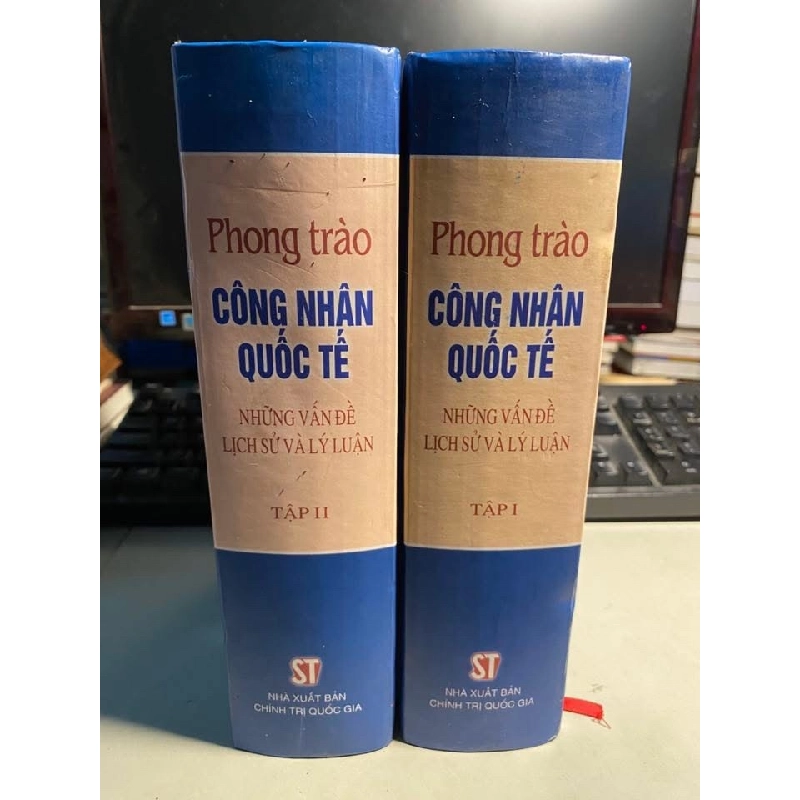 Phong trào
CÔNG NHÂN
QUỐC TẾ
NHỮNG VẤN ĐỀ
LỊCH SỬ VÀ LÝ LUẬN
TẬP II
ST
NHÀ XUẤT BẢN
CHÍNH TRỊ QUỐC GIA
Phong trào
CÔNG NHÂN
QUỐC TẾ
NHỮNG VẤN ĐỀ
LỊCH SỬ VÀ LÝ LUẬN
TẬP I
ST
NHÀ XUẤT BẢN
CHÍNH TRỊ QUỐC GIA